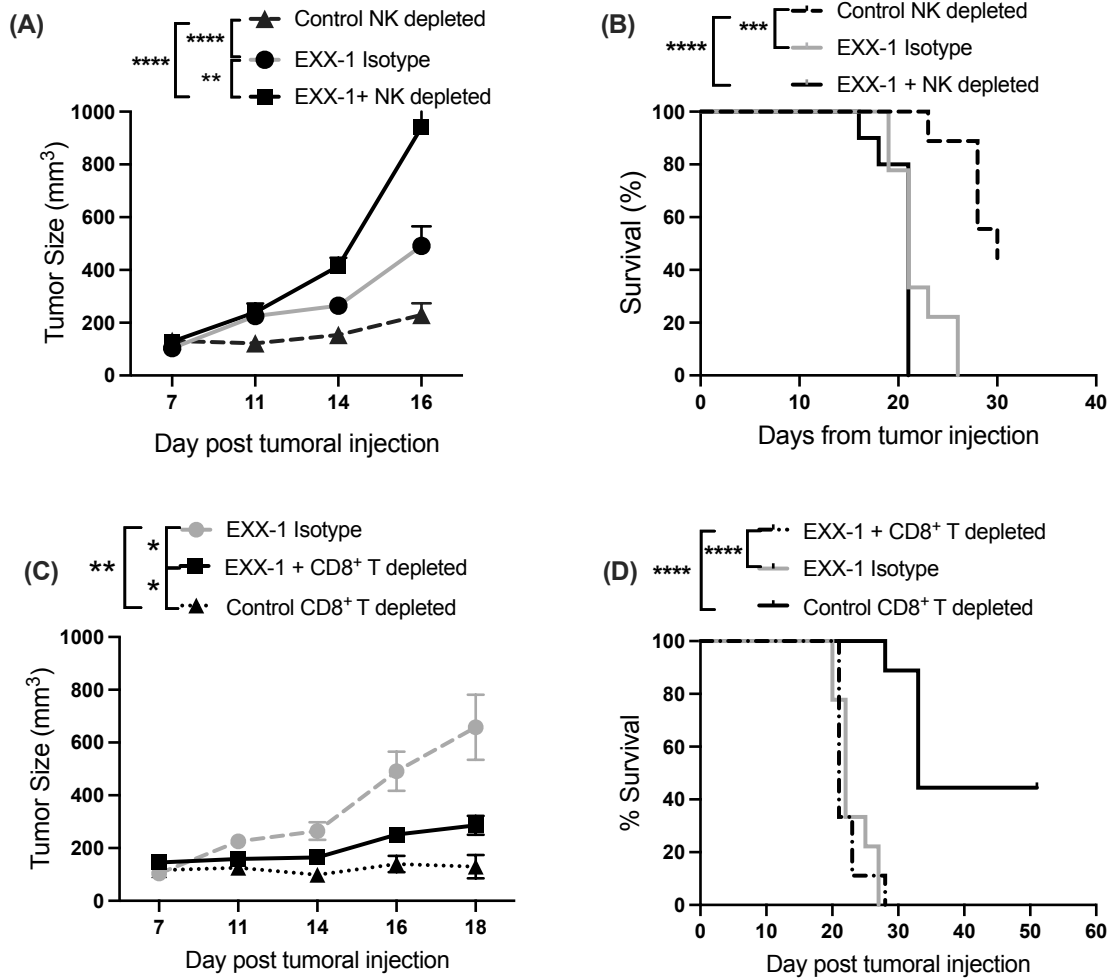 (A)
Control NK depleted
EXX-1 Isotype
EXX-1+ NK depleted
****
**
****
1000
800
600
400
200
0
Tumor Size (mm³)
7 11 14 16
Day post tumoral injection
(B)
Control NK depleted
EXX-1 Isotype
EXX-1 + NK depleted
***
****
100
80
60
40
20
0
Survival (%)
0 10 20 30 40
Days from tumor injection
(C)
EXX-1 Isotype
EXX-1 + CD8⁺ T depleted
Control CD8⁺ T depleted
*
*
**
1000
800
600
400
200
0
Tumor Size (mm³)
7 11 14 16 18
Day post tumoral injection
(D)
EXX-1 + CD8⁺ T depleted
EXX-1 Isotype
Control CD8⁺ T depleted
****
****
100
80
60
40
20
0
% Survival
0 10 20 30 40 50 60
Day post tumoral injection